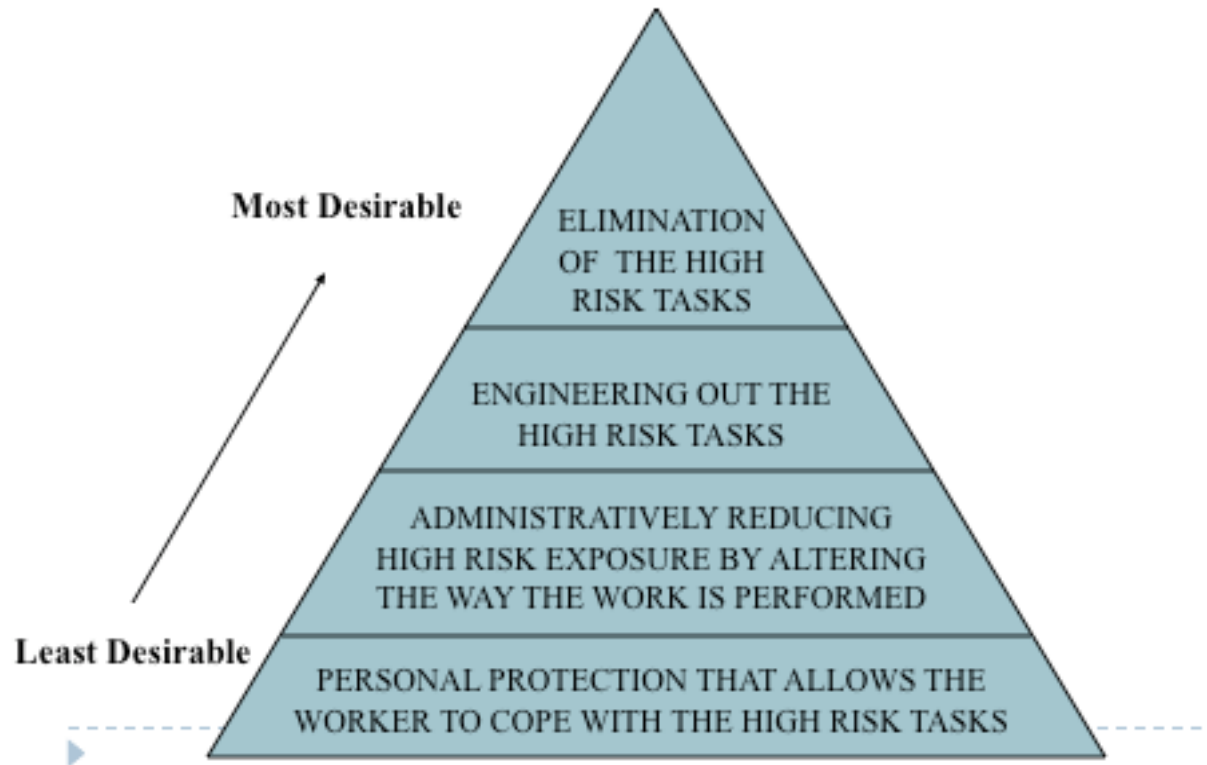 Most Desirable
ELIMINATION
OF THE HIGH
RISK TASKS
ENGINEERING OUT THE
HIGH RISK TASKS
ADMINISTRATIVELY REDUCING
HIGH RISK EXPOSURE BY ALTERING
THE WAY THE WORK IS PERFORMED
Least Desirable
PERSONAL PROTECTION THAT ALLOWS THE
WORKER TO COPE WITH THE HIGH RISK TASKS